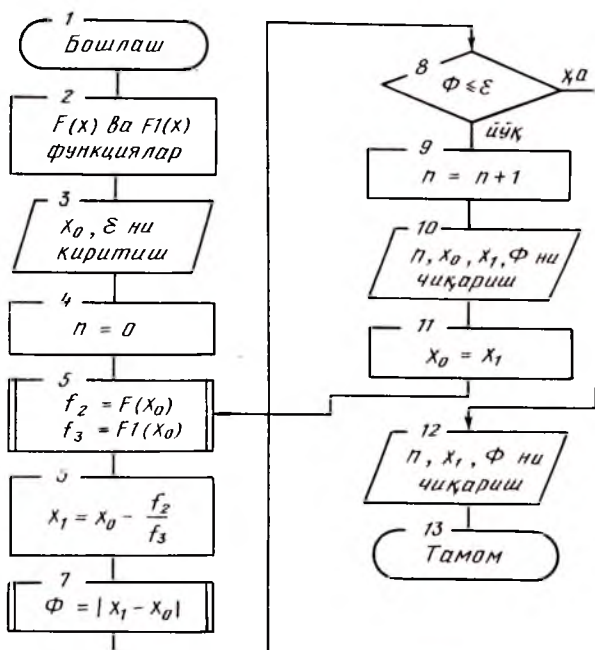 1
Бошлаш
2
F(x) ва F1(x)
функциялар
3
x₀, ε ни
киритиш
4
n = 0
5
f₂ = F(x₀)
f₃ = F1(x₀)
x₁ = x₀ - f₂/f₃
7
Φ = |x₁ - x₀|
8
Φ ≤ ε
ҳа
йўқ
9
n = n+1
10
n, x₀, x₁, Φ ни
чиқариш
11
x₀ = x₁
12
n, x₁, Φ ни
чиқариш
13
Тамом